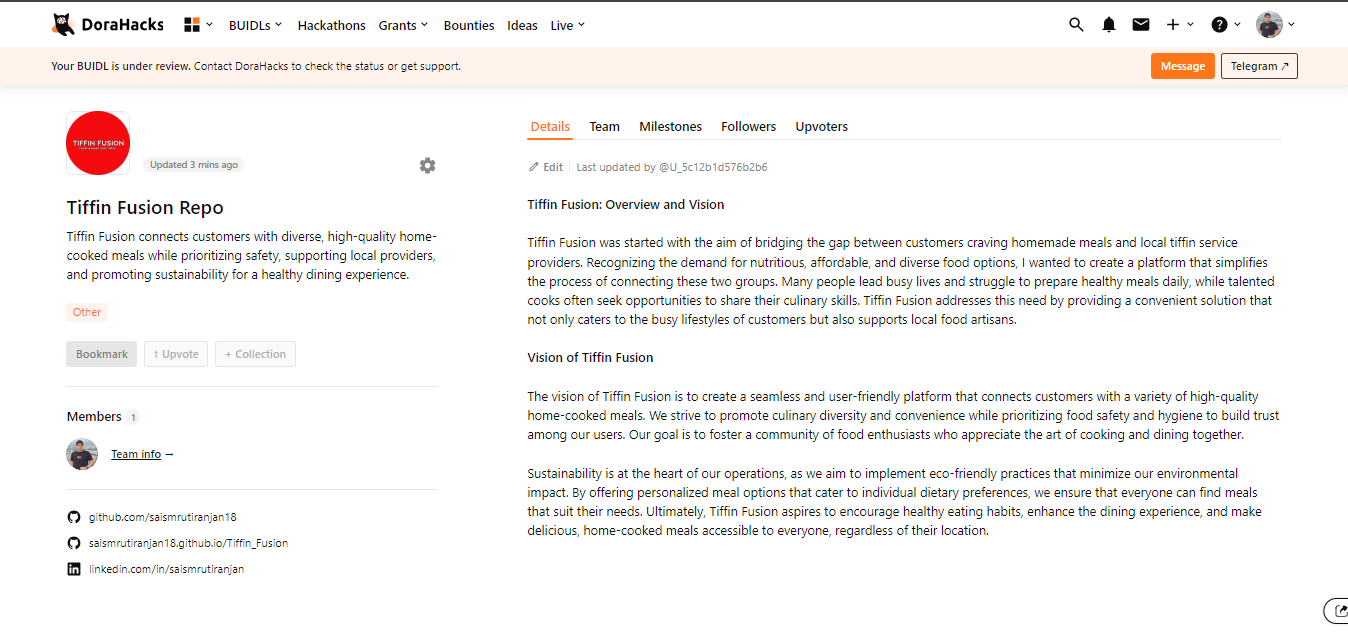 DoraHacks
BUIDLs
Hackathons
Grants
Bounties
Ideas
Live
Your BUIDL is under review. Contact DoraHacks to check the status or get support.
Message
Telegram ↗
TIFFIN FUSION
Updated 3 mins ago
Tiffin Fusion Repo
Tiffin Fusion connects customers with diverse, high-quality home-
cooked meals while prioritizing safety, supporting local providers,
and promoting sustainability for a healthy dining experience.
Other
Bookmark
↑ Upvote
+ Collection
Members 1
Team info →
github.com/saismrutiranjan18
saismrutiranjan18.github.io/Tiffin_Fusion
linkedin.com/in/saismrutiranjan
Details
Team
Milestones
Followers
Upvoters
Edit
Last updated by @U_5c12b1d576b2b6
Tiffin Fusion: Overview and Vision
Tiffin Fusion was started with the aim of bridging the gap between customers craving homemade meals and local tiffin service
providers. Recognizing the demand for nutritious, affordable, and diverse food options, I wanted to create a platform that simplifies
the process of connecting these two groups. Many people lead busy lives and struggle to prepare healthy meals daily, while talented
cooks often seek opportunities to share their culinary skills. Tiffin Fusion addresses this need by providing a convenient solution that
not only caters to the busy lifestyles of customers but also supports local food artisans.
Vision of Tiffin Fusion
The vision of Tiffin Fusion is to create a seamless and user-friendly platform that connects customers with a variety of high-quality
home-cooked meals. We strive to promote culinary diversity and convenience while prioritizing food safety and hygiene to build trust
among our users. Our goal is to foster a community of food enthusiasts who appreciate the art of cooking and dining together.
Sustainability is at the heart of our operations, as we aim to implement eco-friendly practices that minimize our environmental
impact. By offering personalized meal options that cater to individual dietary preferences, we ensure that everyone can find meals
that suit their needs. Ultimately, Tiffin Fusion aspires to encourage healthy eating habits, enhance the dining experience, and make
delicious, home-cooked meals accessible to everyone, regardless of their location.